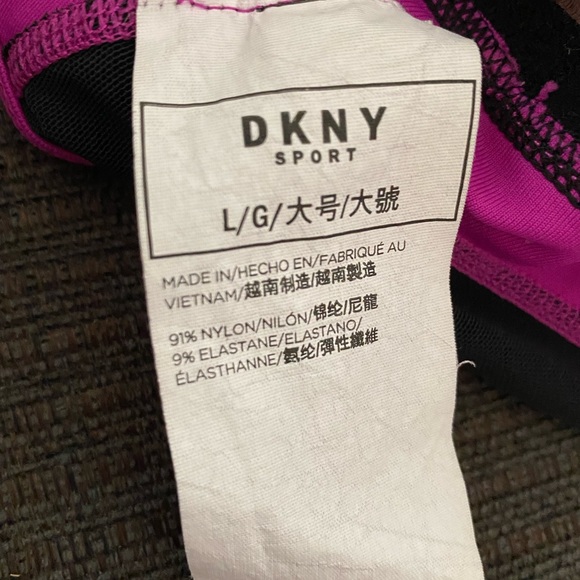 DKNY
SPORT
L/G/大号/大號
MADE IN/HECHO EN/FABRIQUÉ AU
VIETNAM/越南制造/越南製造
91% NYLON/NILÓN/锦纶/尼龍
9% ELASTANE/ELASTANO/
ÉLASTHANNE/氨纶/彈性纖維